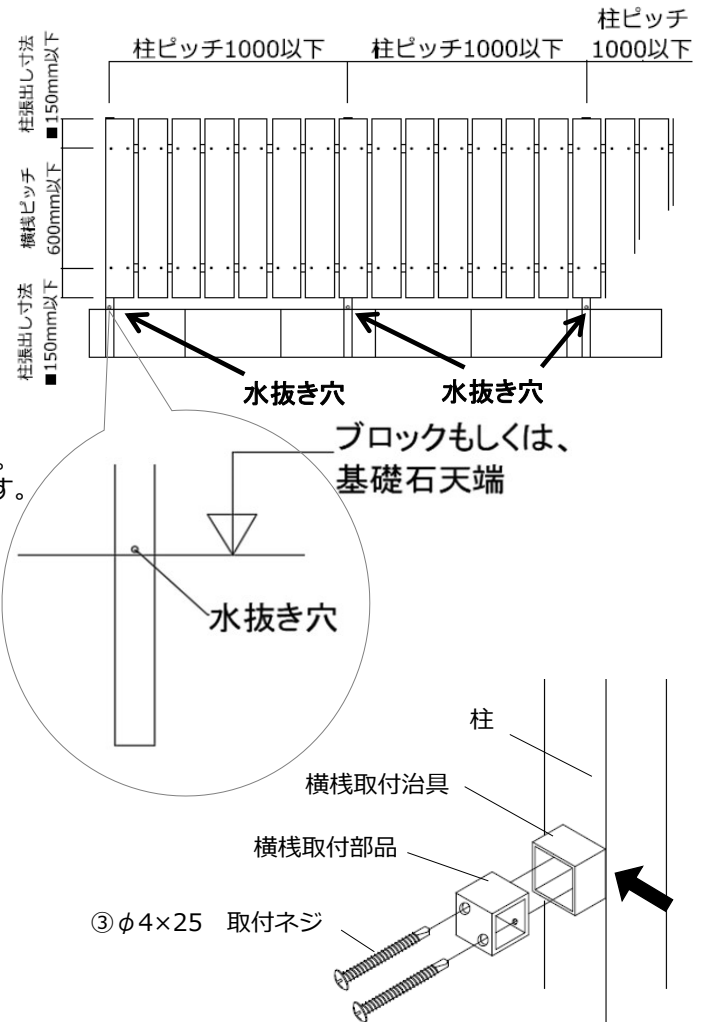 柱ピッチ
柱ピッチ1000以下
柱ピッチ1000以下
1000以下
柱張出し寸法
■150mm以下
横桟ピッチ
600mm以下
柱張出し寸法
■150mm以下
水抜き穴
水抜き穴
ブロックもしくは、
基礎石天端
。
す。
水抜き穴
柱
横桟取付治具
横桟取付部品
③φ4×25 取付ネジ